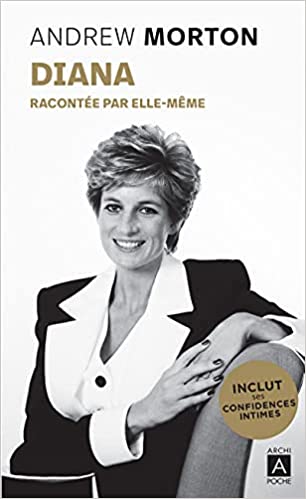 ANDREW MORTON
DIANA
RACONTÉE PAR ELLE-MÊME
INCLUT
ses
CONFIDENCES
INTIMES
ARCHI
A
POCHE